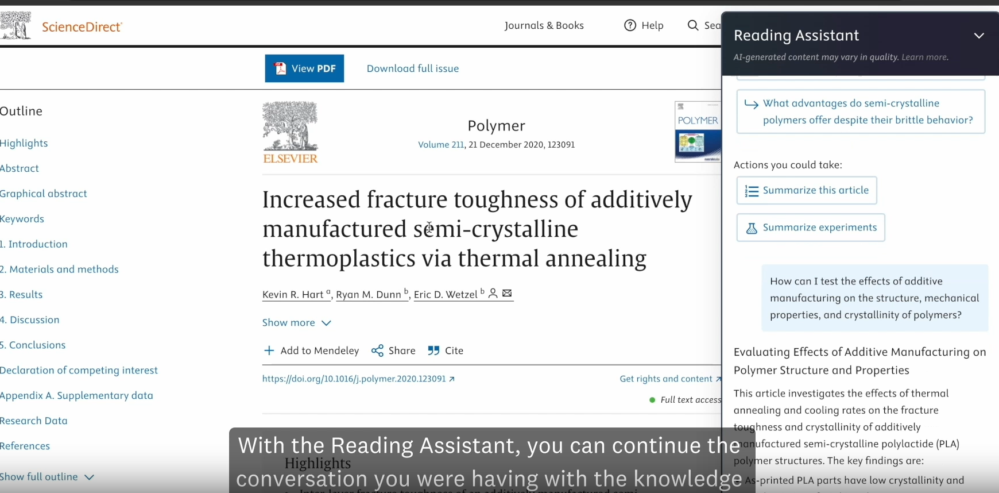 ScienceDirect
Journals & Books
Help
Sea
View PDF
Download full issue
Outline
Highlights
Abstract
Graphical abstract
Keywords
1. Introduction
2. Materials and methods
3. Results
4. Discussion
5. Conclusions
Declaration of competing interest
Appendix A. Supplementary data
Research Data
References
Show full outline
ELSEVIER
Polymer
Volume 211, 21 December 2020, 123091
POLYMER
Increased fracture toughness of additively
manufactured semi-crystalline
thermoplastics via thermal annealing
Kevin R. Hart a, Ryan M. Dunn b, Eric D. Wetzel b
Show more
Add to Mendeley
Share
Cite
https://doi.org/10.1016/j.polymer.2020.123091
Get rights and content
Full text access
Highlights
Reading Assistant
AI-generated content may vary in quality. Learn more.
What advantages do semi-crystalline
polymers offer despite their brittle behavior?
Actions you could take:
Summarize this article
Summarize experiments
How can I test the effects of additive
manufacturing on the structure, mechanical
properties, and crystallinity of polymers?
Evaluating Effects of Additive Manufacturing on
Polymer Structure and Properties
This article investigates the effects of thermal
annealing and cooling rates on the fracture
toughness and crystallinity of additively
manufactured semi-crystalline polylactide (PLA)
polymer structures. The key findings are:
As-printed PLA parts have low crystallinity and
With the Reading Assistant, you can continue the
conversation you were having with the knowledge